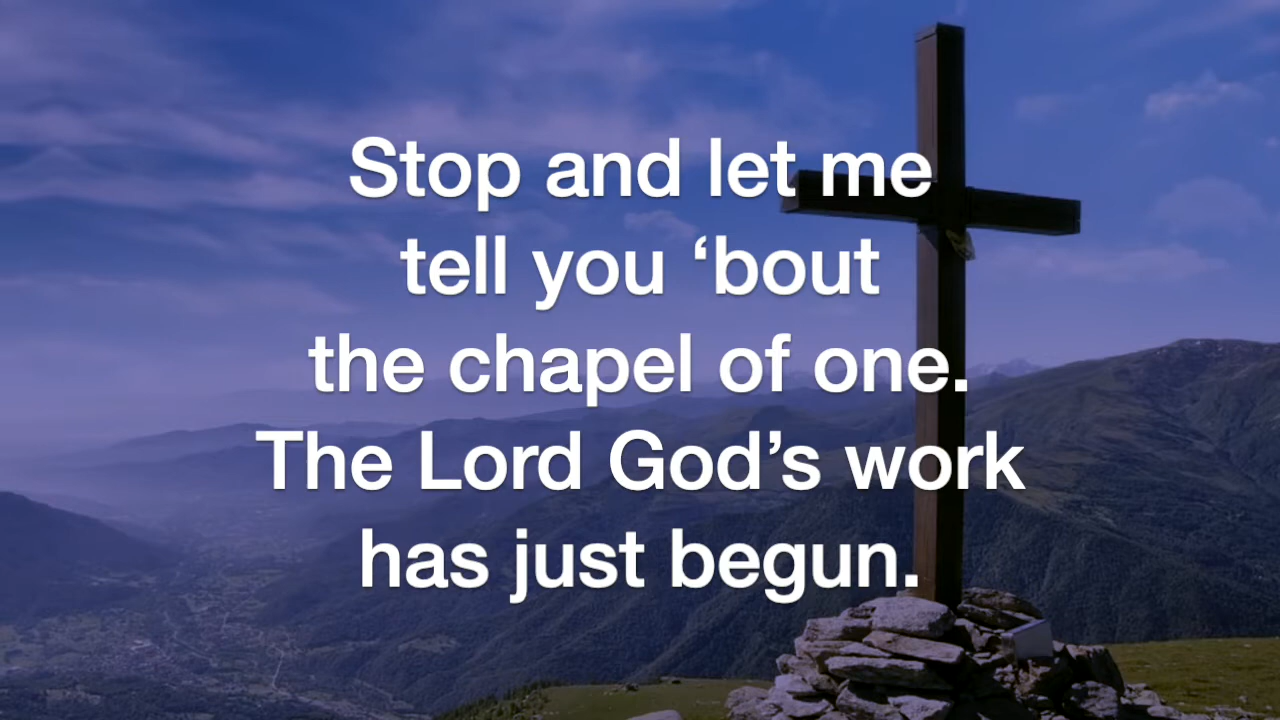 Stop and let me
tell you ‘bout
the chapel of one.
The Lord God’s work
has just begun.